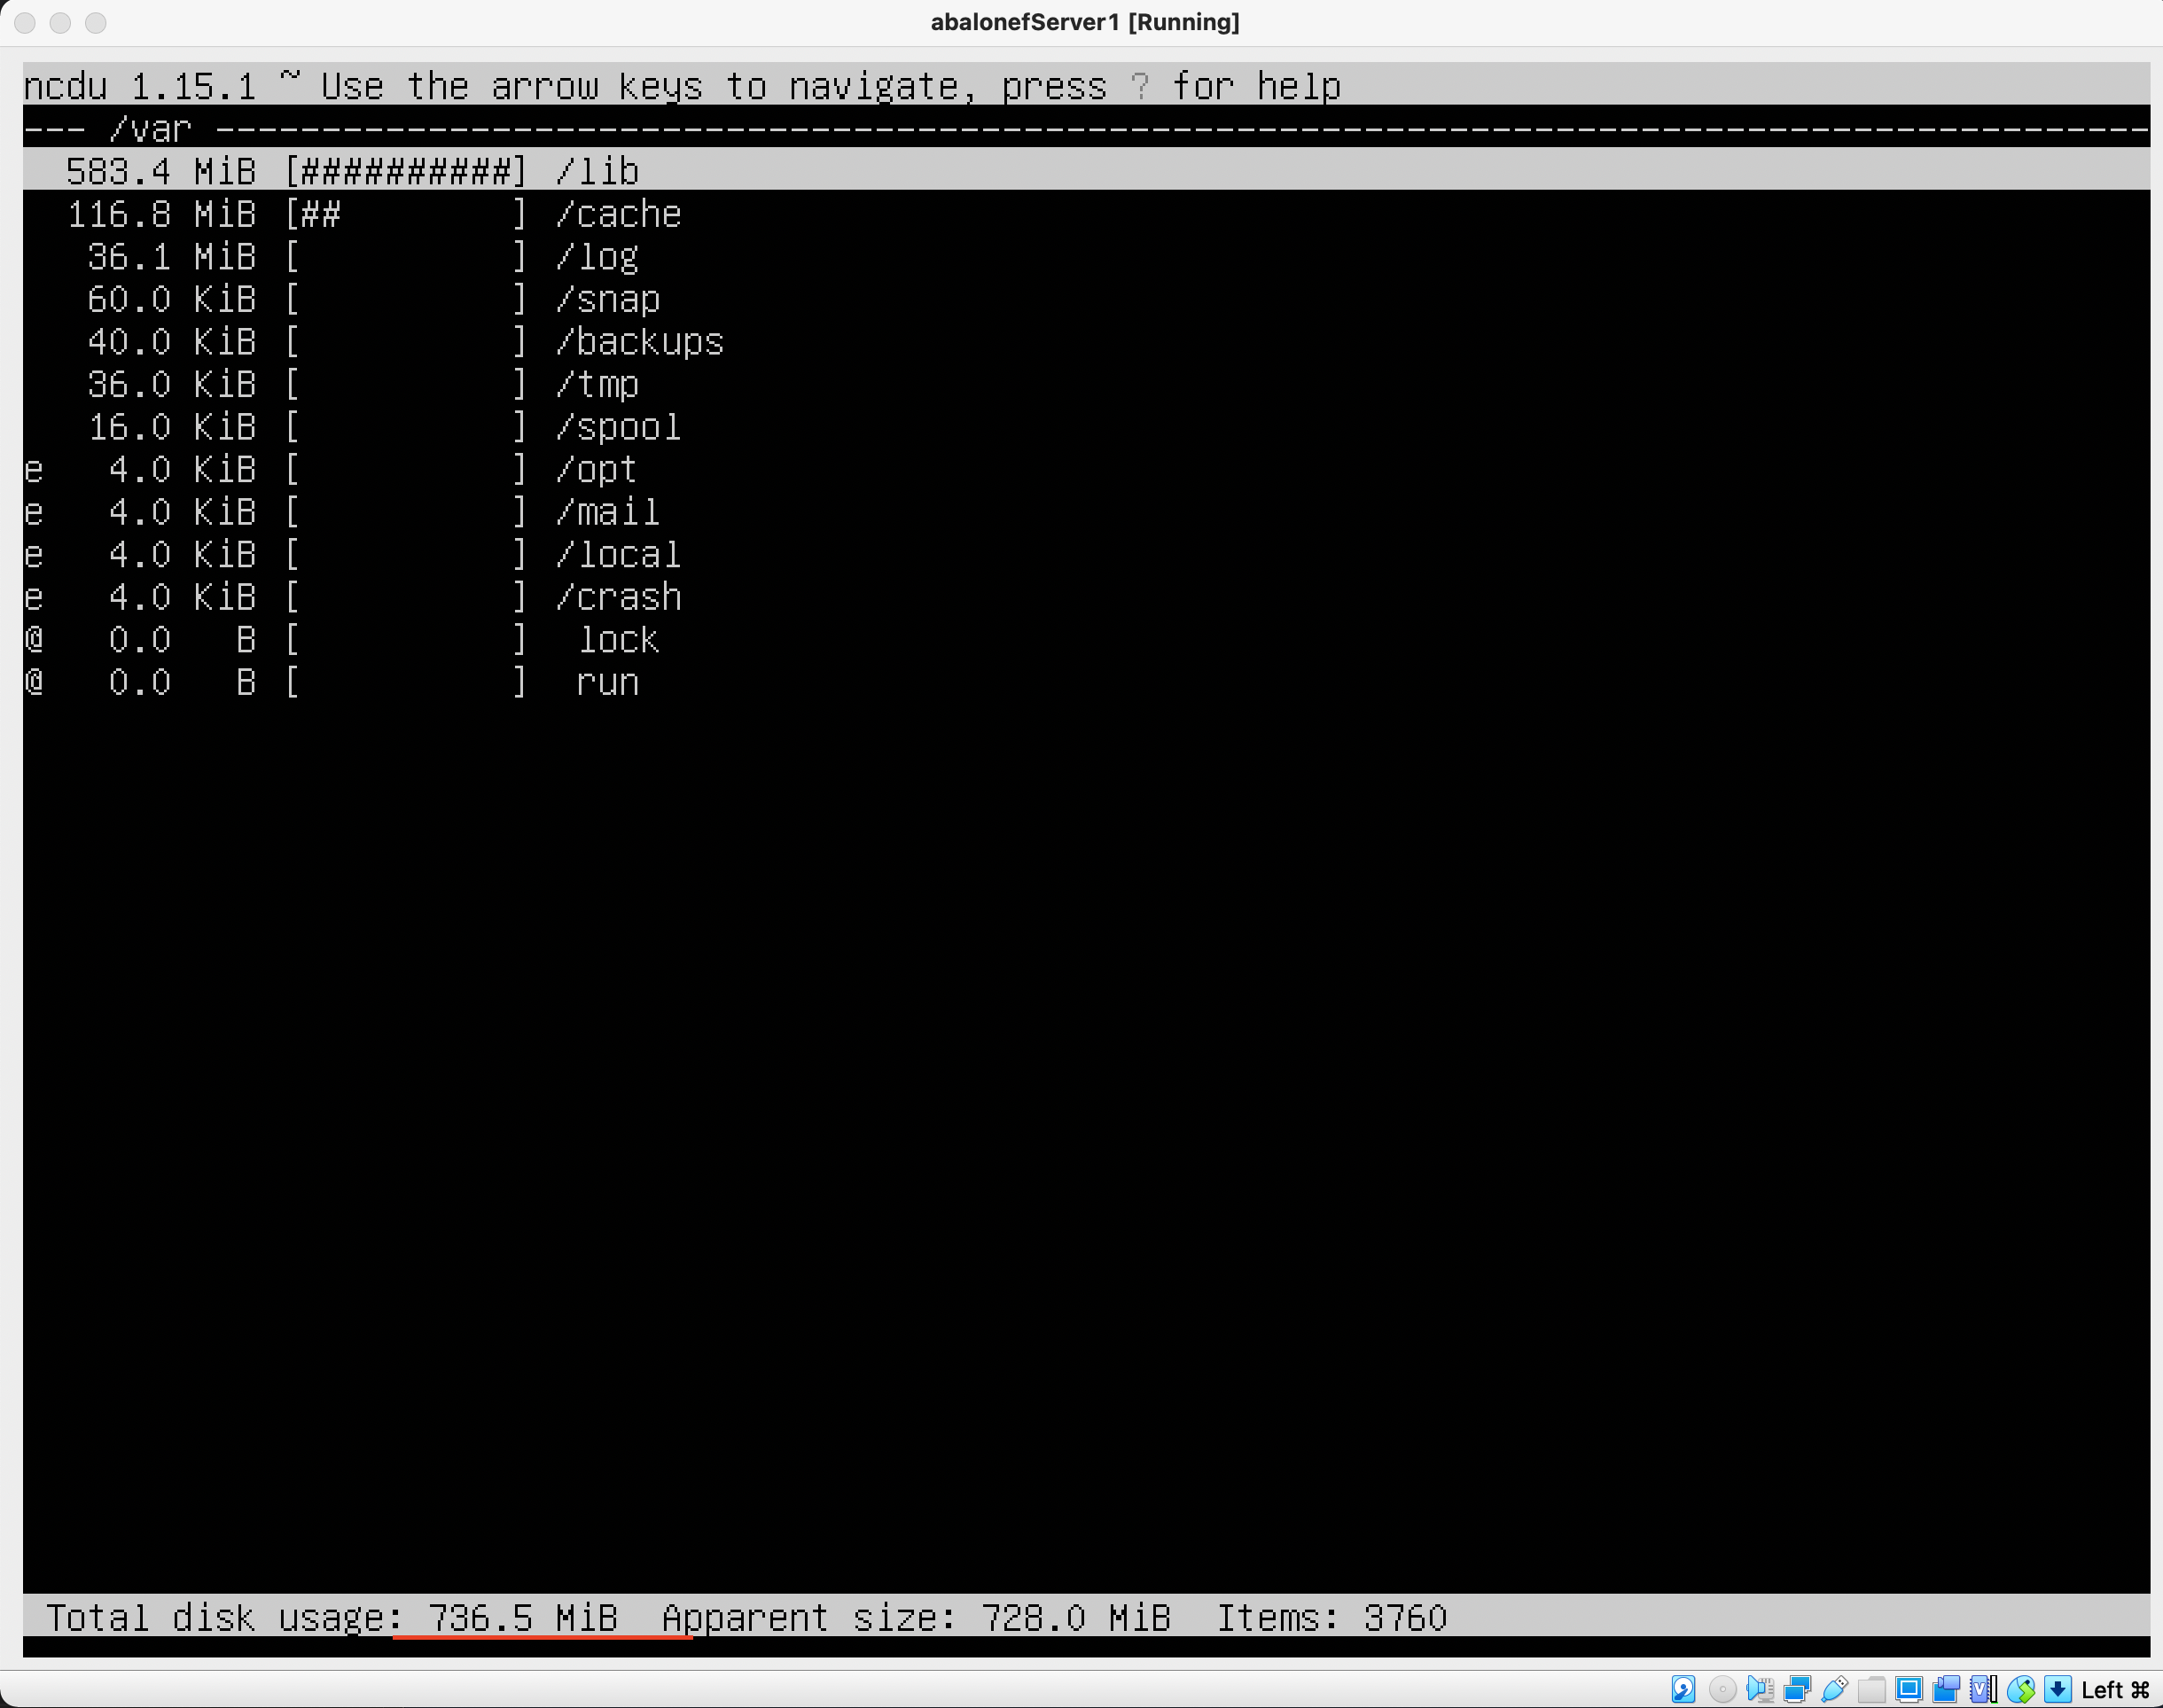 abalonefServer1 [Running]
ncdu 1.15.1 ~ Use the arrow keys to navigate, press ? for help
--- /var -------------------------------------------------------------------------------------------
583.4 MiB [##########] /lib
116.8 MiB [##        ] /cache
36.1 MiB [          ] /log
60.0 KiB [          ] /snap
40.0 KiB [          ] /backups
36.0 KiB [          ] /tmp
16.0 KiB [          ] /spool
e 4.0 KiB [          ] /opt
e 4.0 KiB [          ] /mail
e 4.0 KiB [          ] /local
e 4.0 KiB [          ] /crash
@ 0.0 B [          ] lock
@ 0.0 B [          ] run
Total disk usage: 736.5 MiB Apparent size: 728.0 MiB Items: 3760
Left ⌘